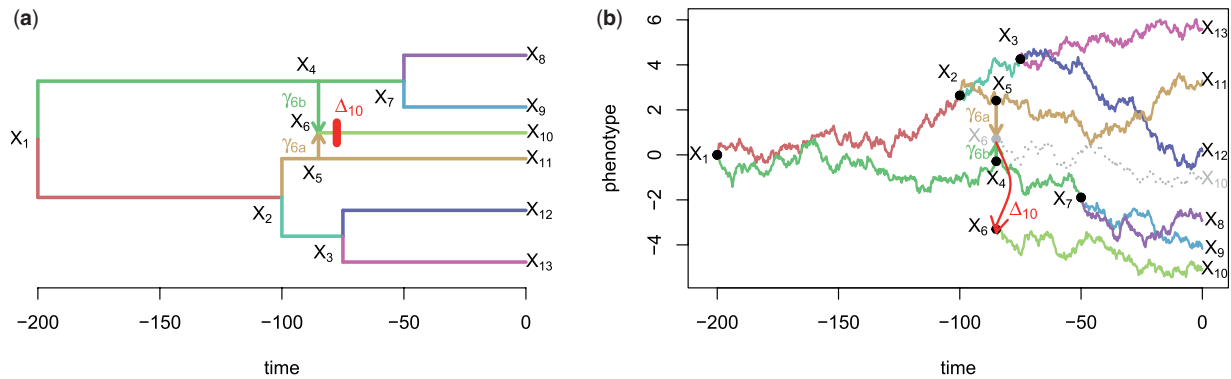 (a)
X1
X4
γ6b
Δ10
X6
γ6a
X5
X2
X3
X7
X8
X9
X10
X11
X12
X13
−200
−150
−100
−50
0
time
(b)
phenotype
6
4
2
0
−2
−4
X1
X2
X3
X5
γ6a
X6
γ6b
X4
X6
Δ10
X7
X13
X11
X12
X10
X8
X9
X10
−200
−150
−100
−50
0
time